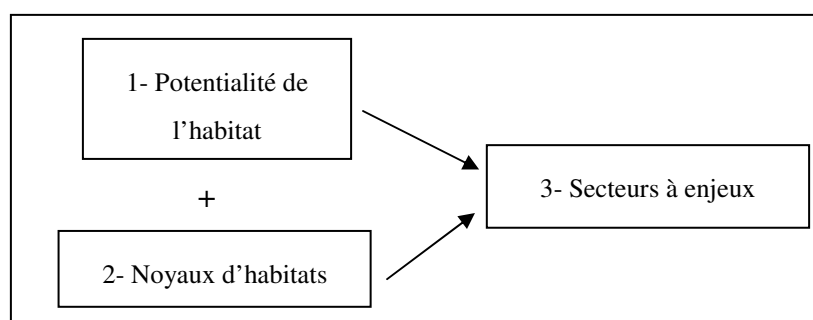 1- Potentialité de
l’habitat
+
2- Noyaux d’habitats
3- Secteurs à enjeux